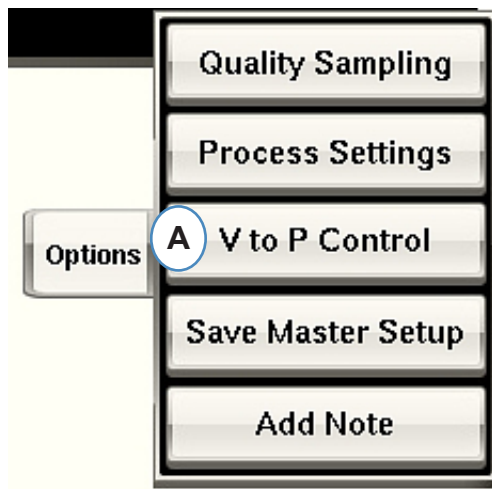 Quality Sampling
Process Settings
Options
A
V to P Control
Save Master Setup
Add Note